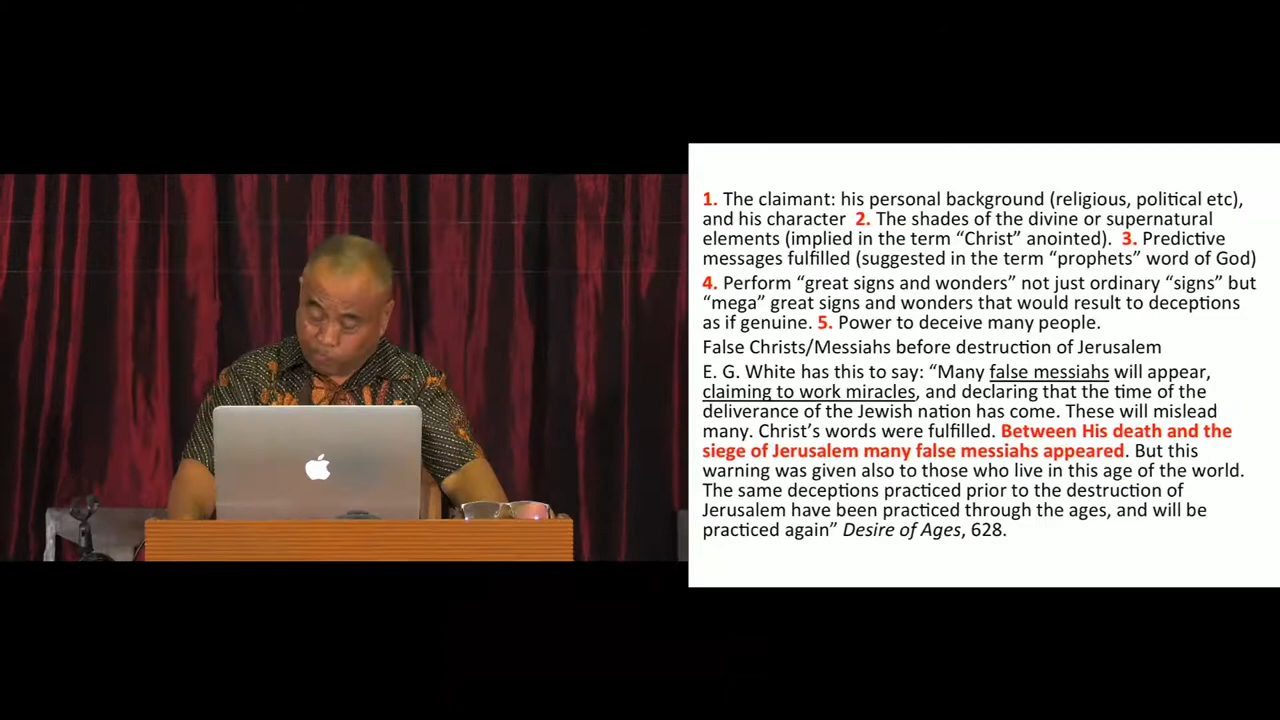 1. The claimant: his personal background (religious, political etc),
and his character 2. The shades of the divine or supernatural
elements (implied in the term “Christ” anointed). 3. Predictive
messages fulfilled (suggested in the term “prophets” word of God)
4. Perform “great signs and wonders” not just ordinary “signs” but
“mega” great signs and wonders that would result to deceptions
as if genuine. 5. Power to deceive many people.
False Christs/Messiahs before destruction of Jerusalem
E. G. White has this to say: “Many false messiahs will appear,
claiming to work miracles, and declaring that the time of the
deliverance of the Jewish nation has come. These will mislead
many. Christ’s words were fulfilled. Between His death and the
siege of Jerusalem many false messiahs appeared. But this
warning was given also to those who live in this age of the world.
The same deceptions practiced prior to the destruction of
Jerusalem have been practiced through the ages, and will be
practiced again” Desire of Ages, 628.